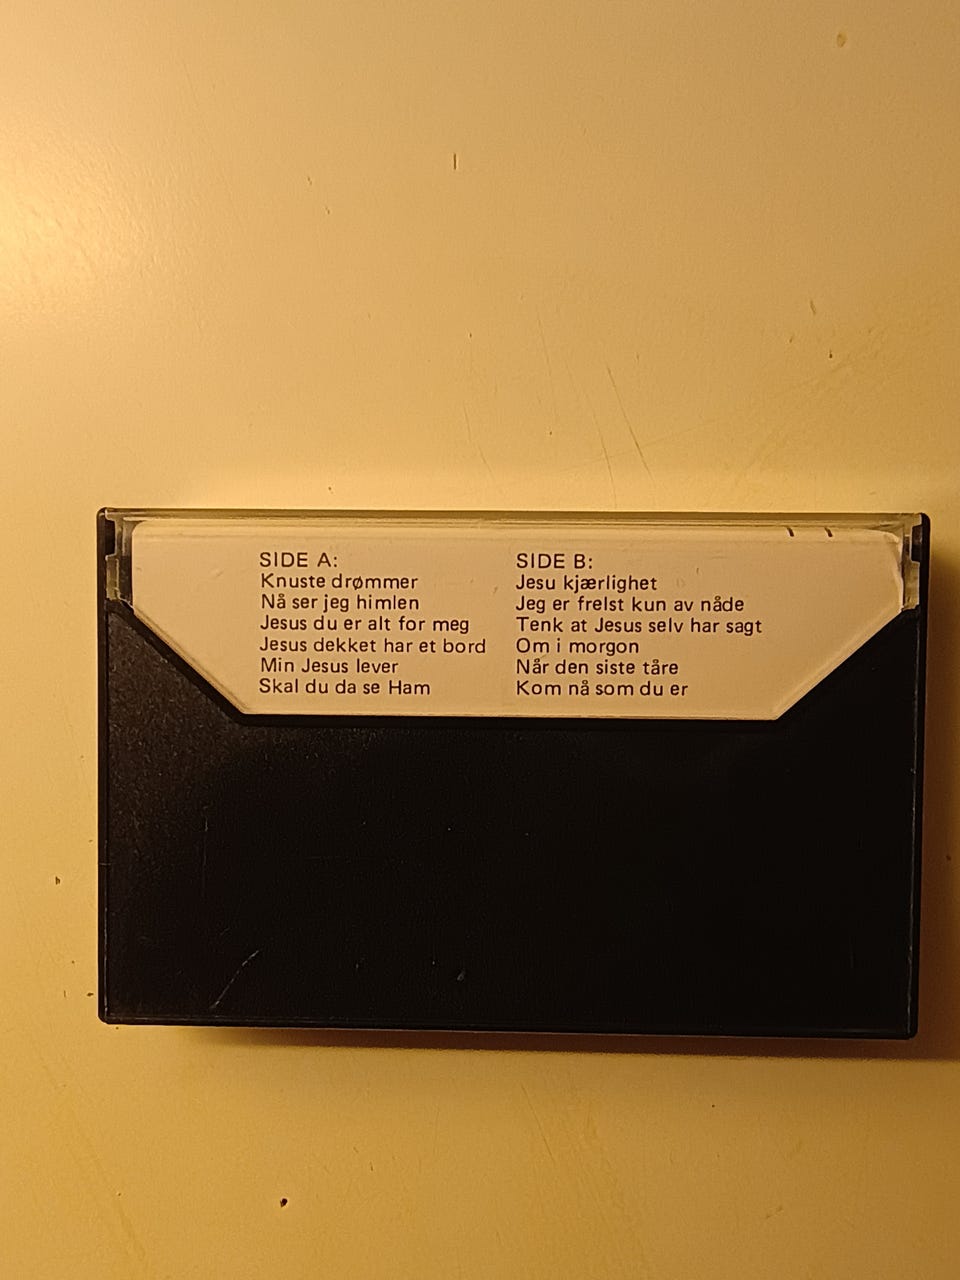 SIDE A:
Knuste drømmer
Nå ser jeg himlen
Jesus du er alt for meg
Jesus dekket har et bord
Min Jesus lever
Skal du da se Ham
SIDE B:
Jesu kjærlighet
Jeg er frelst kun av nåde
Tenk at Jesus selv har sagt
Om i morgon
Når den siste tåre
Kom nå som du er